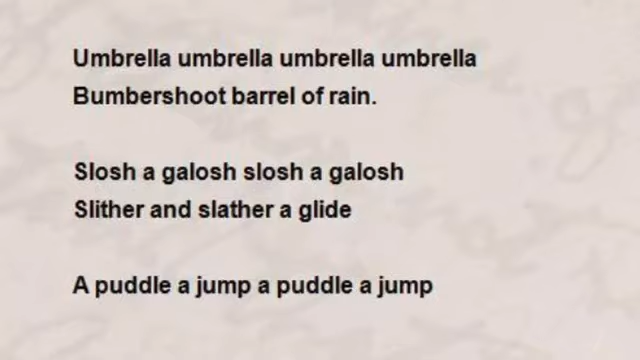 Umbrella umbrella umbrella umbrella
Bumbershoot barrel of rain.
Slosh a galosh slosh a galosh
Slither and slather a glide
A puddle a jump a puddle a jump